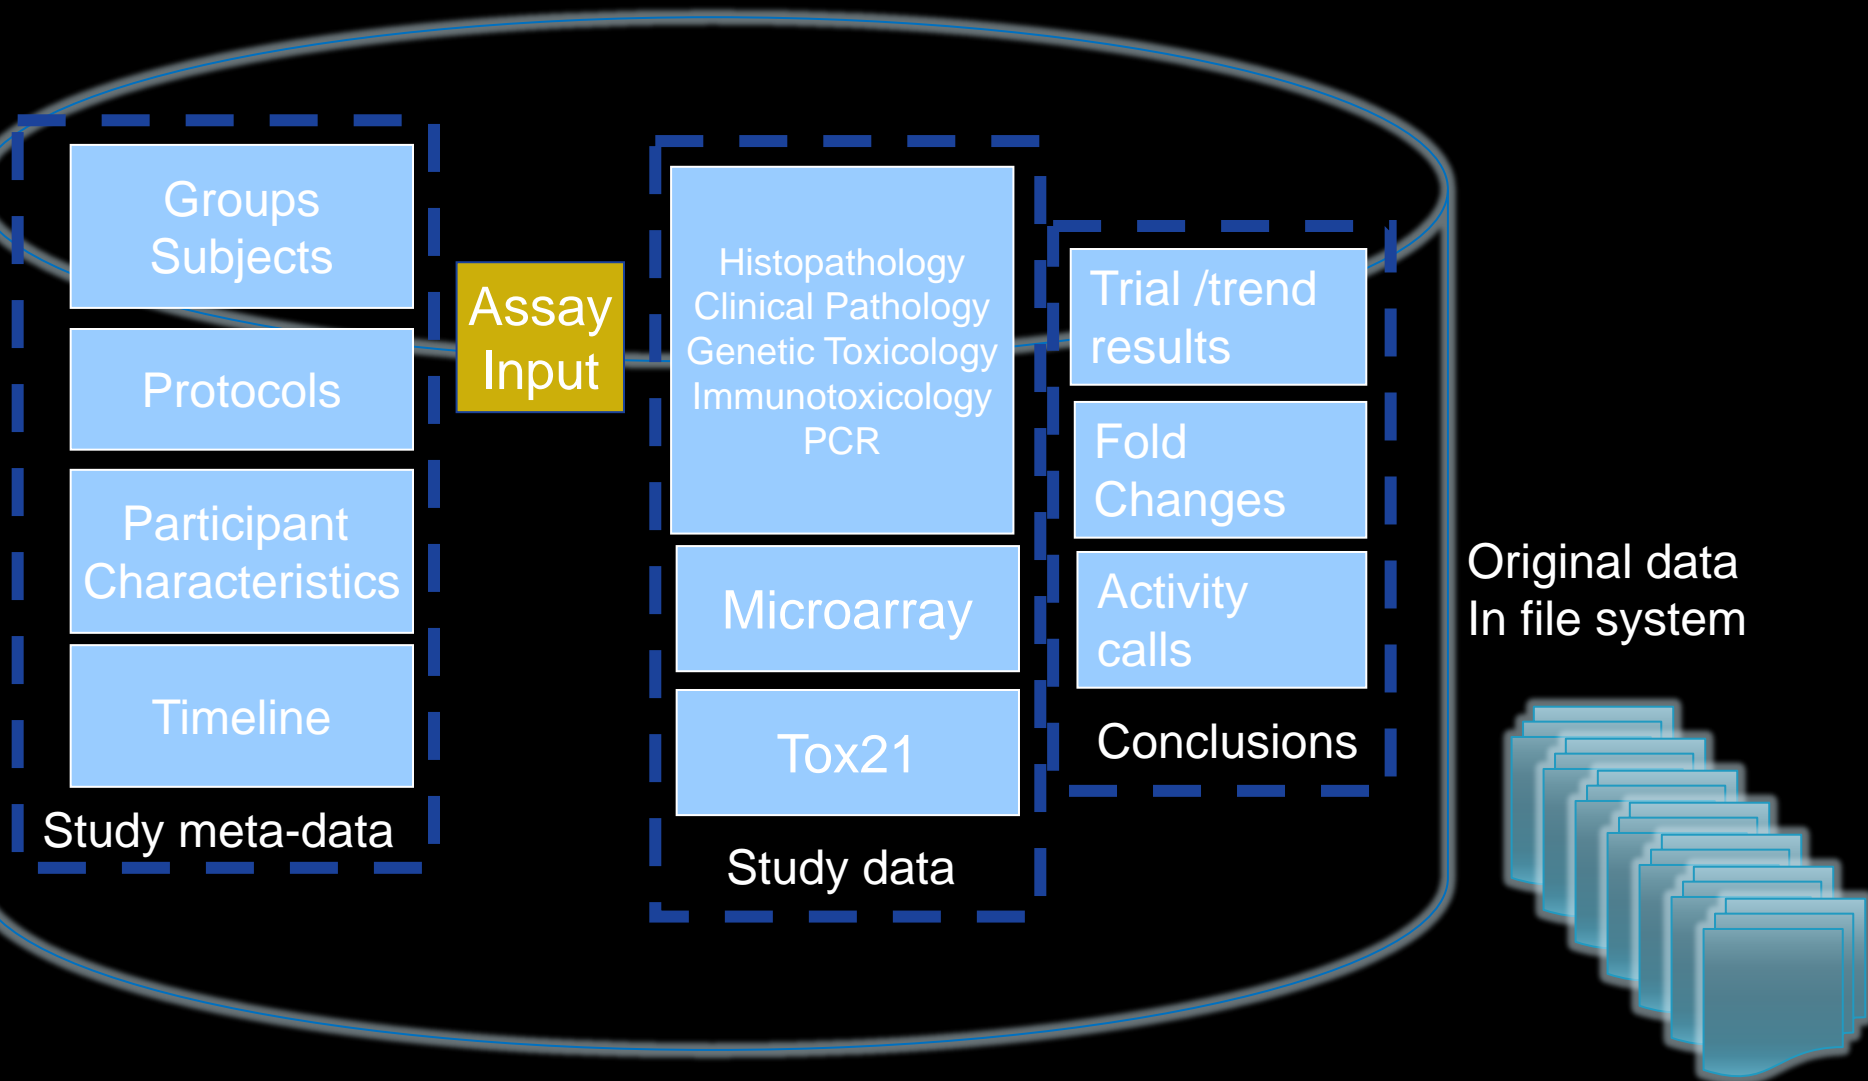 Groups
Subjects
Protocols
Participant
Characteristics
Timeline
Study meta-data
Assay
Input
Histopathology
Clinical Pathology
Genetic Toxicology
Immunotoxicology
PCR
Microarray
Tox21
Study data
Trial /trend
results
Fold
Changes
Activity
calls
Conclusions
Original data
In file system